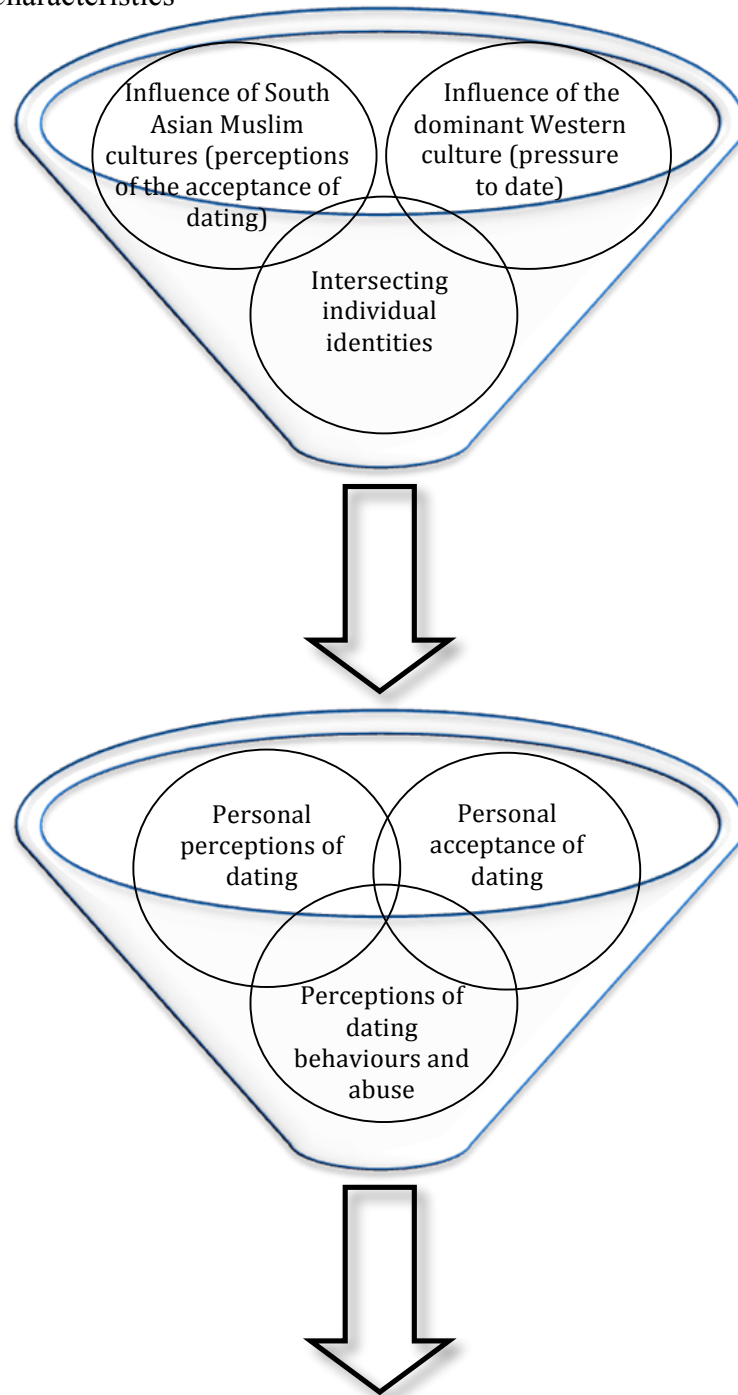 Characteristics
Influence of South
Asian Muslim
cultures (perceptions
of the acceptance of
dating)
Influence of the
dominant Western
culture (pressure
to date)
Intersecting
individual
identities
Personal
perceptions of
dating
Personal
acceptance of
dating
Perceptions of
dating
behaviours and
abuse